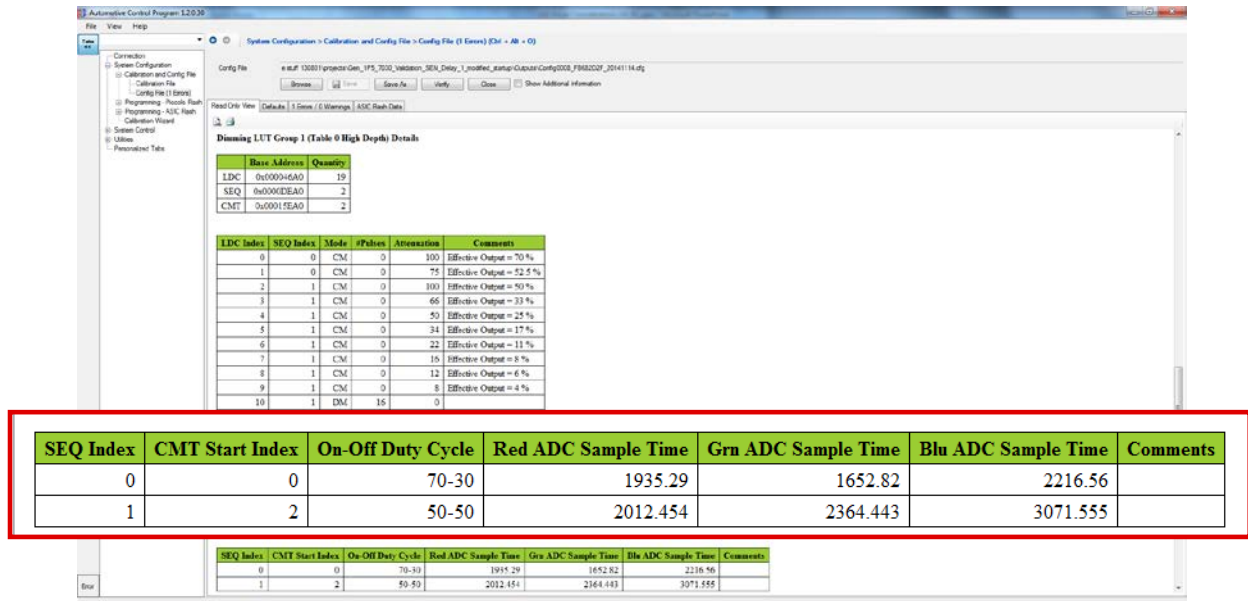 Automotive Control Program 1.2.0.30
File View Help
System Configuration > Calibration and Config File > Config File (1 Errors) (Ctrl + Alt + O)
Connection
System Configuration
Calibration and Config File
Calibration File
Config File (1 Errors)
Programming - Piccolo Flash
Programming - ASIC Flash
Calibration Wizard
System Control
Utilities
Personalized Tabs
Config File
Browse Save Save As Verify Close Show Additional Information
Read Only View Defaults 1 Errors / 0 Warnings ASIC Flash Data
Dimming LUT Group 1 (Table 0 High Depth) Details
Base Address Quantity
LDC 0x000046A0 19
SEQ 0x0000DEA0 2
CMT 0x00015EA0 2
LDC Index SEQ Index Mode #Pulses Attenuation Comments
0 0 CM 0 100 Effective Output = 70 %
1 0 CM 0 75 Effective Output = 52.5 %
2 1 CM 0 100 Effective Output = 50 %
3 1 CM 0 66 Effective Output = 33 %
4 1 CM 0 50 Effective Output = 25 %
5 1 CM 0 34 Effective Output = 17 %
6 1 CM 0 22 Effective Output = 11 %
7 1 CM 0 16 Effective Output = 8 %
8 1 CM 0 12 Effective Output = 6 %
9 1 CM 0 8 Effective Output = 4 %
10 1 DM 16 0
SEQ Index CMT Start Index On-Off Duty Cycle Red ADC Sample Time Grn ADC Sample Time Blu ADC Sample Time Comments
0 0 70-30 1935.29 1652.82 2216.56
1 2 50-50 2012.454 2364.443 3071.555
SEQ Index CMT Start Index On-Off Duty Cycle Red ADC Sample Time Grn ADC Sample Time Blu ADC Sample Time Comments
0 0 70-30 1935.29 1652.82 2216.56
1 2 50-50 2012.454 2364.443 3071.555
Error